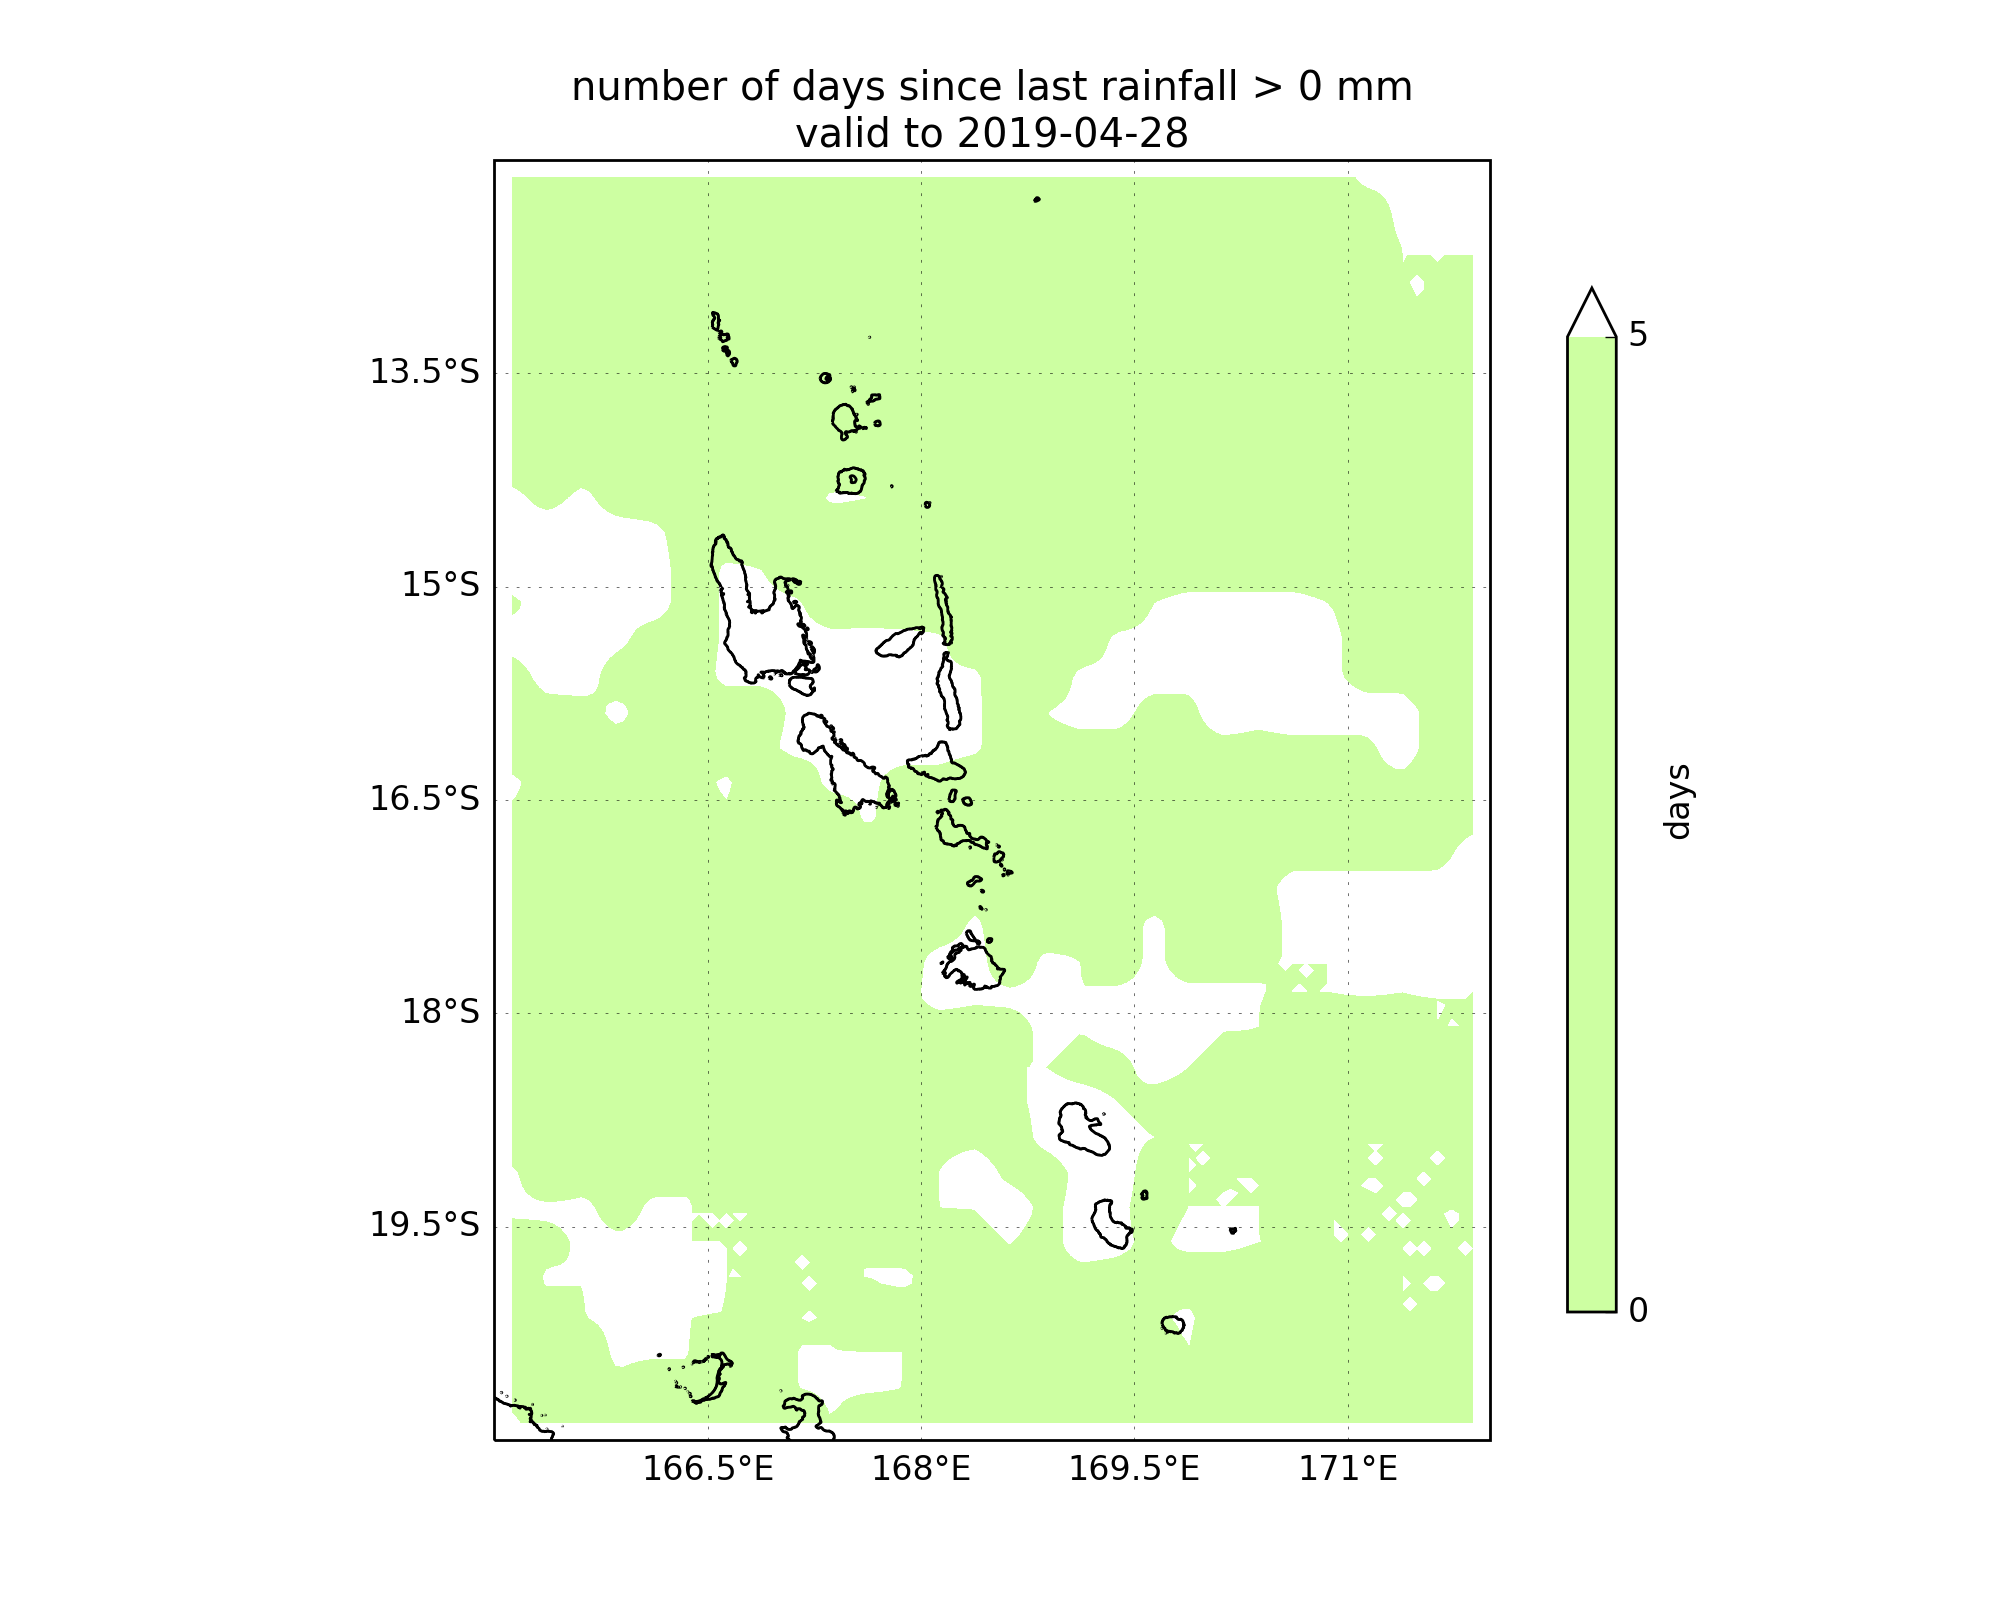 number of days since last rainfall > 0 mm
valid to 2019-04-28
13.5°S
15°S
16.5°S
18°S
19.5°S
166.5°E
168°E
169.5°E
171°E
5
days
0